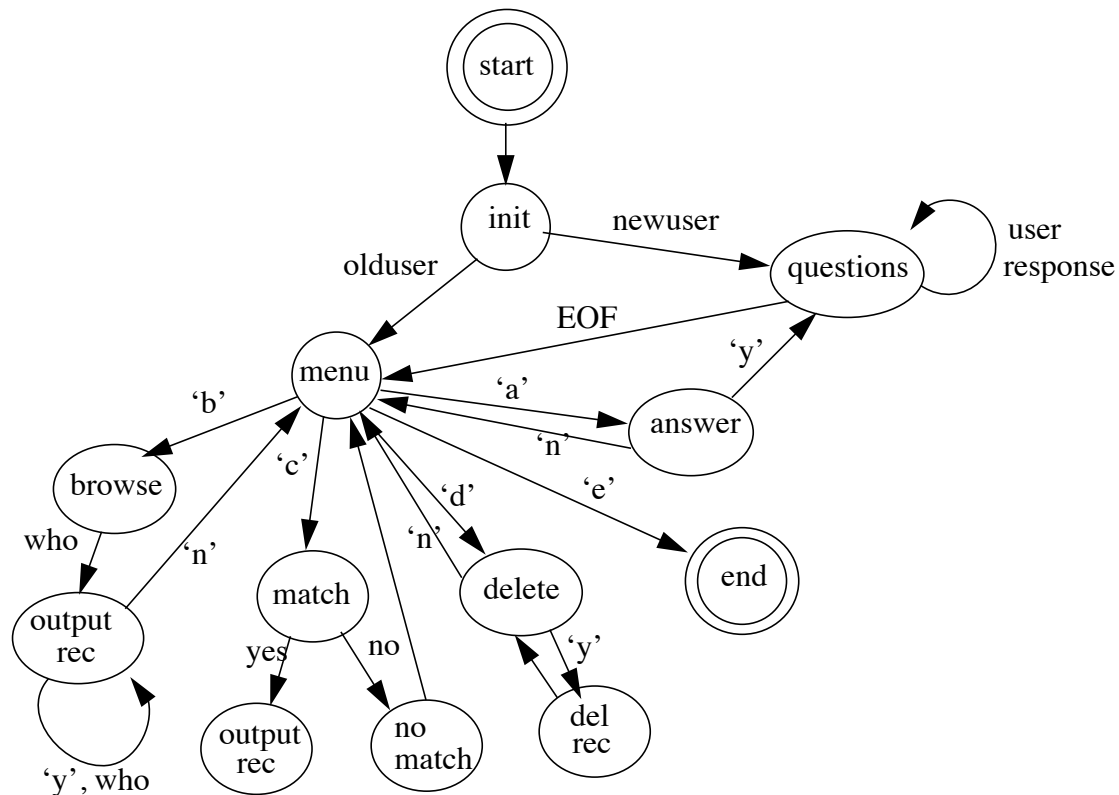 start
init
newuser
user
response
olduser
questions
EOF
‘y’
menu
‘a’
‘b’
answer
‘n’
‘c’
browse
‘d’
‘e’
who
‘n’
‘n’
end
match
delete
output
rec
yes
no
‘y’
output
rec
no
match
del
rec
‘y’, who